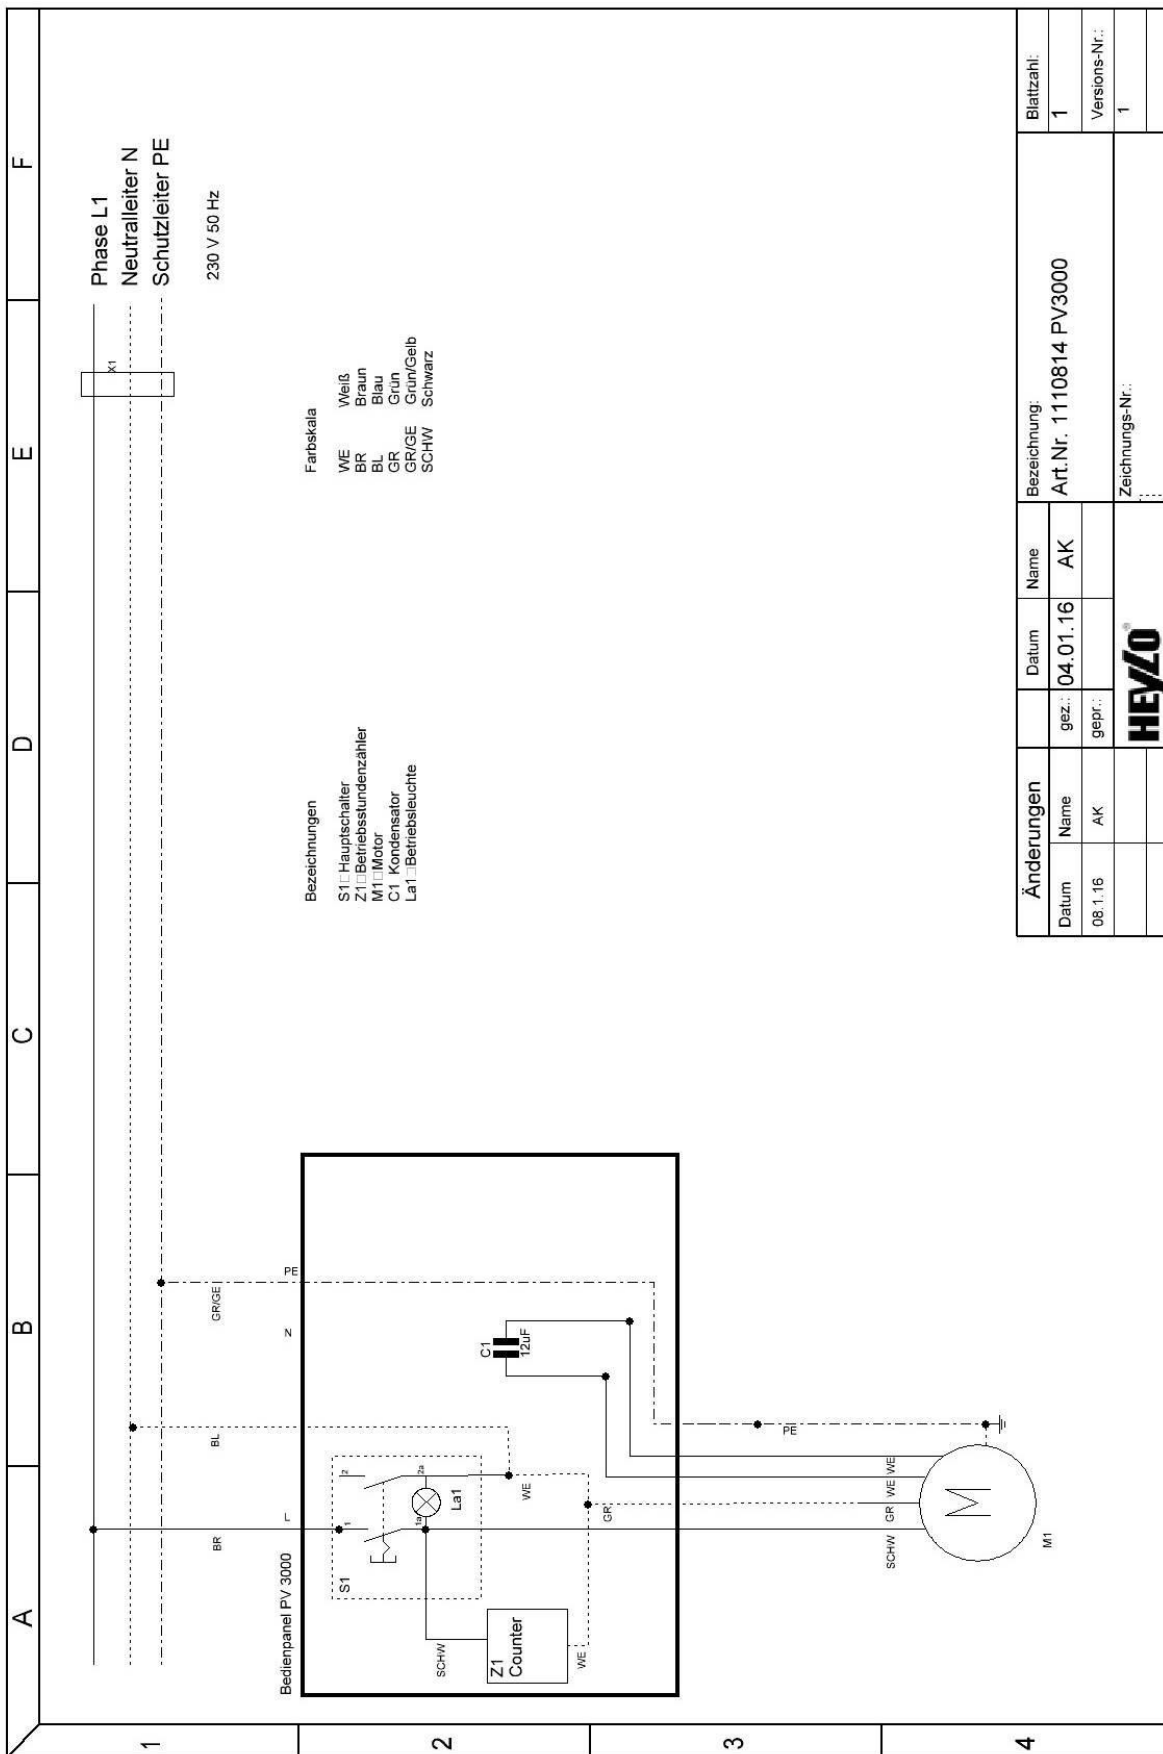 A
B
C
D
E
F
1
2
3
4
Phase L1
Neutralleiter N
Schutzleiter PE
230 V 50 Hz
X1
Bezeichnungen
S1□Hauptschalter
Z1□Betriebsstundenzähler
M1□Motor
C1 Kondensator
La1□Betriebsleuchte
Farbskala
WE Weiß
BR Braun
BL Blau
GR Grün
GR/GE Grün/Gelb
SCHW Schwarz
BR
BL
GR/GE
Bedienpanel PV 3000
L
N
PE
S1
1
2
1a
2a
La1
C1
12uF
SCHW
WE
Z1
Counter
WE
GR
PE
SCHW
GR
WE
WE
M
M1
Änderungen
Datum
Name
08.1.16
AK
Datum
Name
gez.:
04.01.16
AK
gepr.:
HEYLO®
Bezeichnung:
Art.Nr. 1110814 PV3000
Zeichnungs-Nr.:
Blattzahl:
1
Versions-Nr.:
1